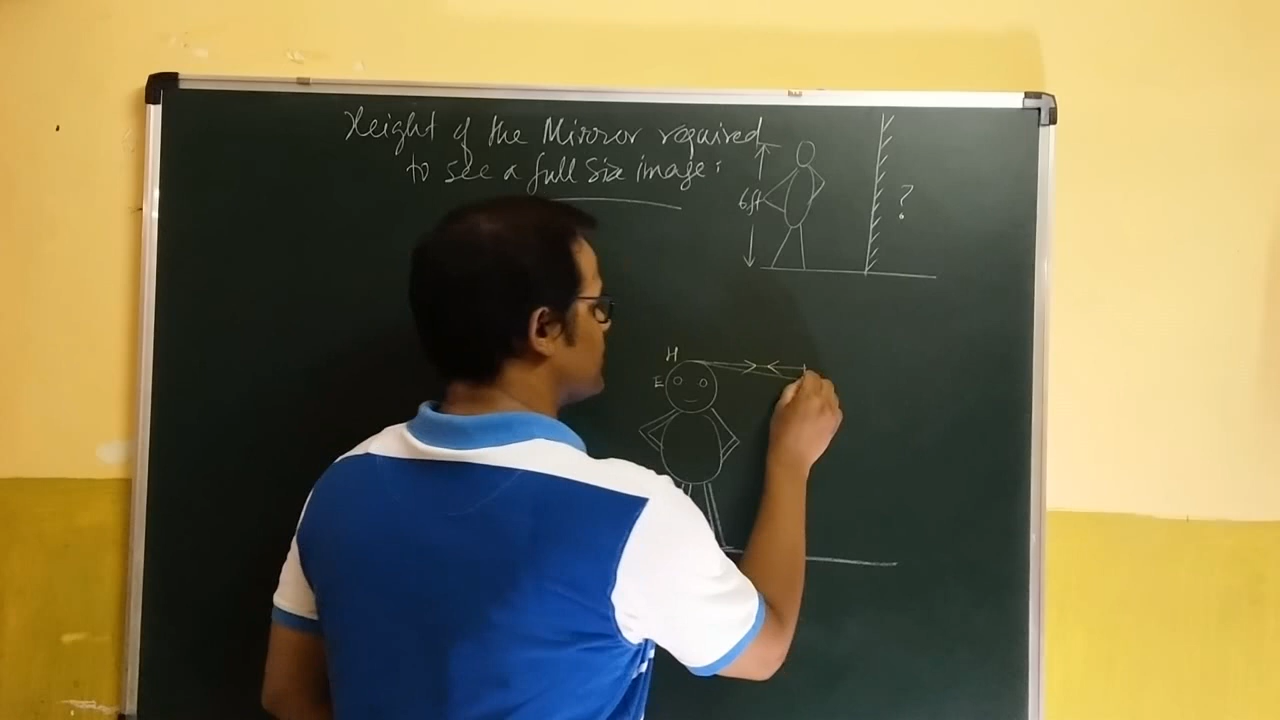 Height of the Mirror required
to see a full Size image:
6ft
?
H
E